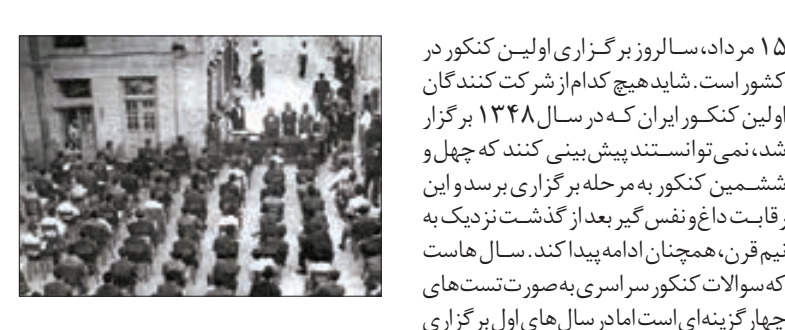 ۱۵ مرداد، سالروز برگزاری اولین کنکور در
کشور است. شاید هیچ کدام از شرکت کنندگان
اولین کنکور ایران که در سال ۱۳۴۸ برگزار
شد، نمی‌توانستند پیش‌بینی کنند که چهل و
ششمین کنکور به مرحله برگزاری برسد و این
رقابت داغ و نفس گیر بعد از گذشت نزدیک به
نیم قرن، همچنان ادامه پیدا کند. سال هاست
که سوالات کنکور سراسری به صورت تست‌های
چهار گزینه‌ای است اما در سال های اول برگزاری